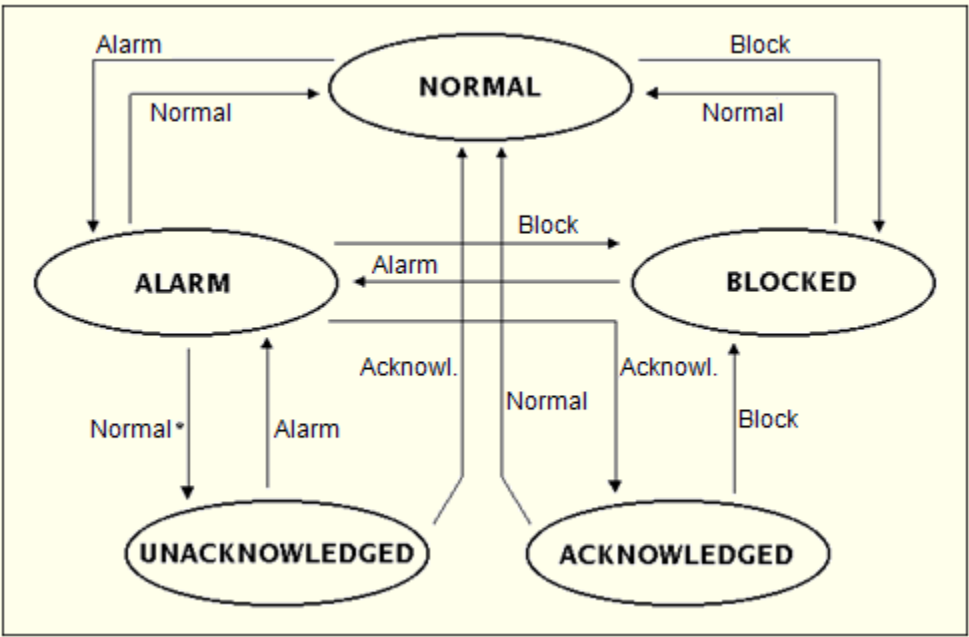 Alarm
Block
NORMAL
Normal
Normal
Block
Alarm
ALARM
BLOCKED
Acknowl.
Acknowl.
Normal
Normal*
Alarm
Block
UNACKNOWLEDGED
ACKNOWLEDGED